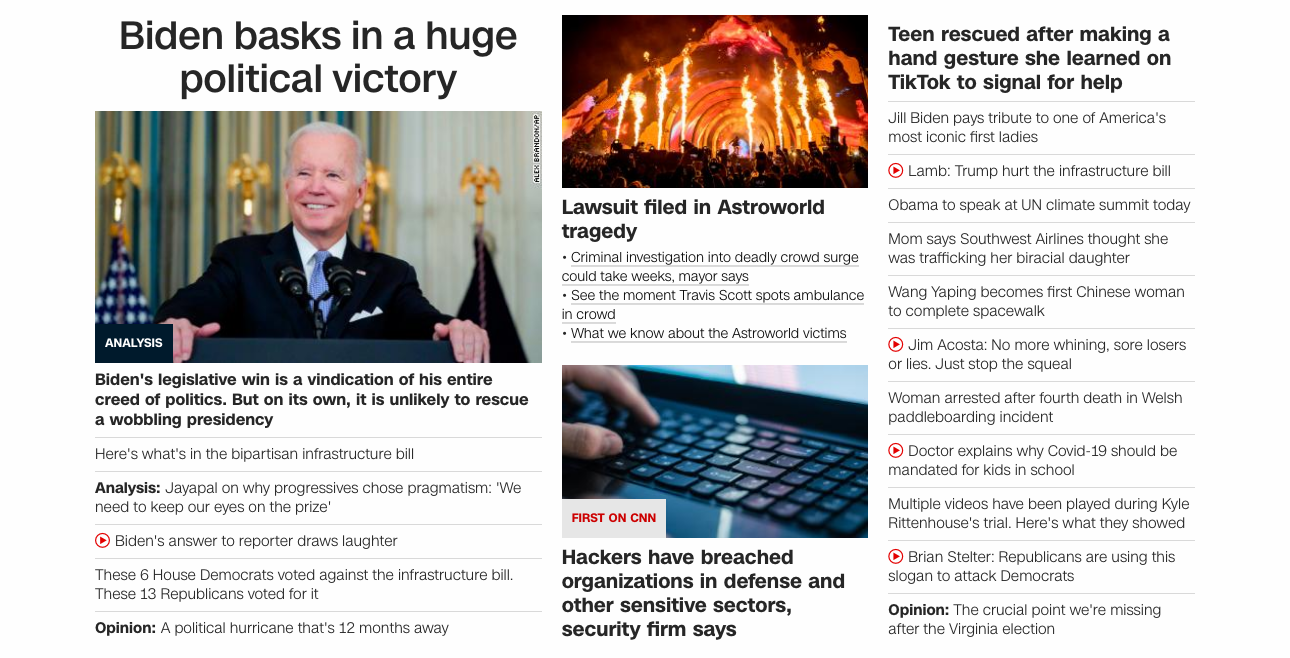 Biden basks in a huge
political victory
ALEX BRANDON/AP
ANALYSIS
Biden's legislative win is a vindication of his entire
creed of politics. But on its own, it is unlikely to rescue
a wobbling presidency
Here's what's in the bipartisan infrastructure bill
Analysis: Jayapal on why progressives chose pragmatism: 'We
need to keep our eyes on the prize'
Biden's answer to reporter draws laughter
These 6 House Democrats voted against the infrastructure bill.
These 13 Republicans voted for it
Opinion: A political hurricane that's 12 months away
Lawsuit filed in Astroworld
tragedy
• Criminal investigation into deadly crowd surge
could take weeks, mayor says
• See the moment Travis Scott spots ambulance
in crowd
• What we know about the Astroworld victims
FIRST ON CNN
Hackers have breached
organizations in defense and
other sensitive sectors,
security firm says
Teen rescued after making a
hand gesture she learned on
TikTok to signal for help
Jill Biden pays tribute to one of America's
most iconic first ladies
Lamb: Trump hurt the infrastructure bill
Obama to speak at UN climate summit today
Mom says Southwest Airlines thought she
was trafficking her biracial daughter
Wang Yaping becomes first Chinese woman
to complete spacewalk
Jim Acosta: No more whining, sore losers
or lies. Just stop the squeal
Woman arrested after fourth death in Welsh
paddleboarding incident
Doctor explains why Covid-19 should be
mandated for kids in school
Multiple videos have been played during Kyle
Rittenhouse's trial. Here's what they showed
Brian Stelter: Republicans are using this
slogan to attack Democrats
Opinion: The crucial point we're missing
after the Virginia election